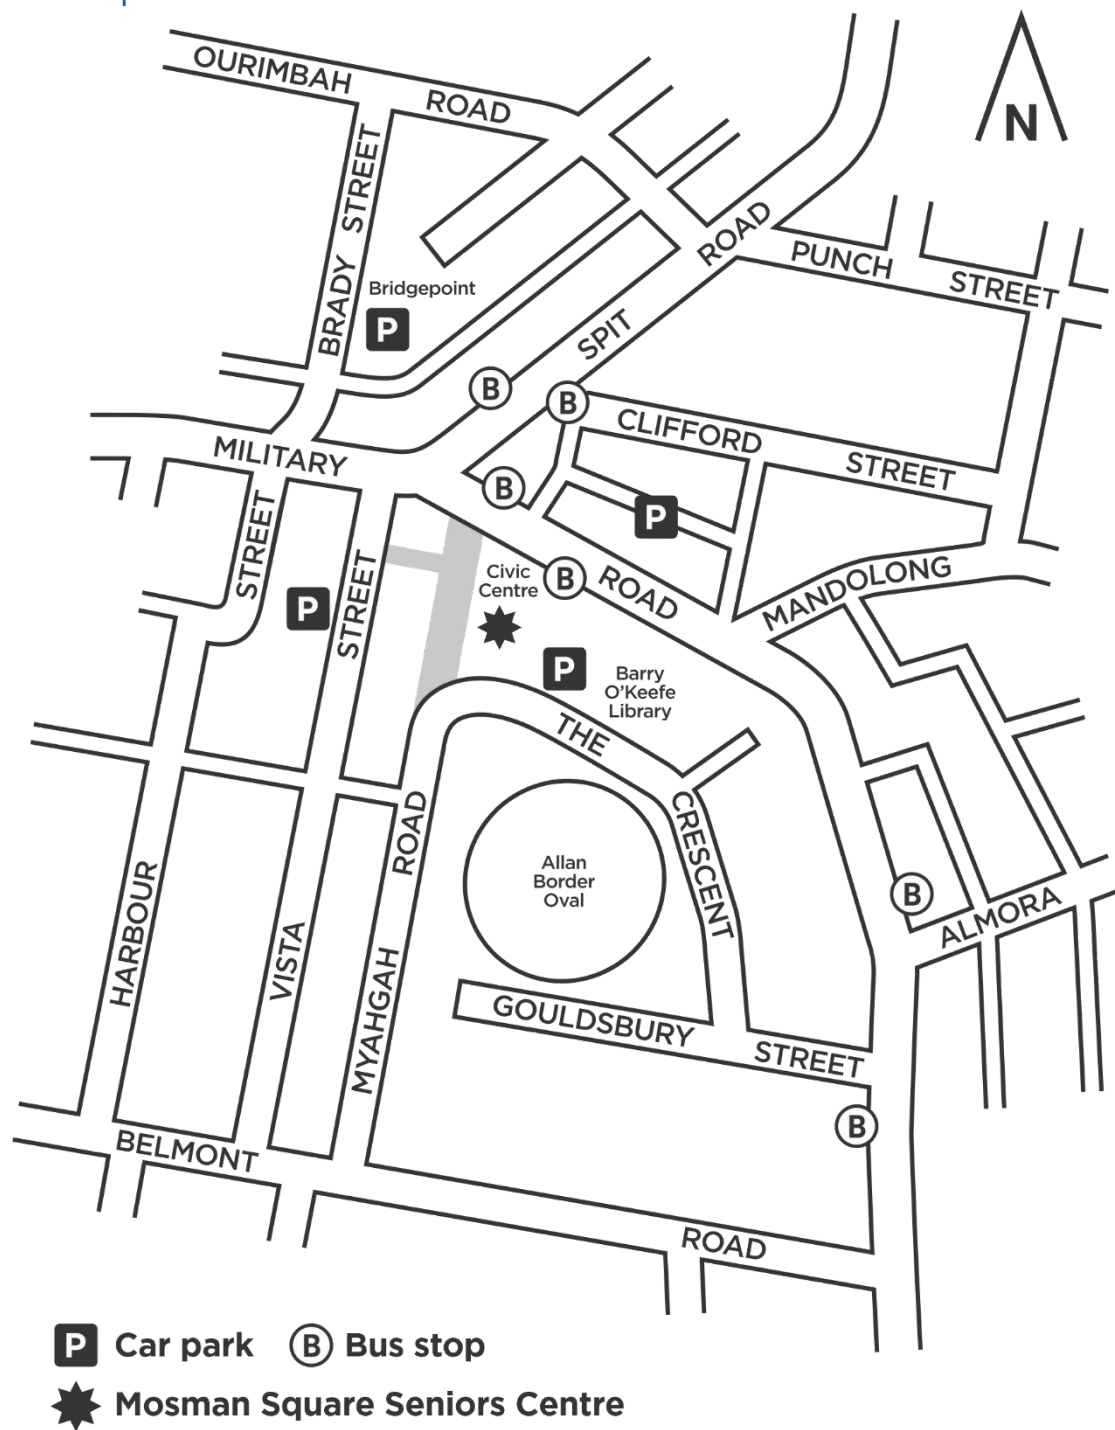 OURIMBAH ROAD
N
BRADY STREET
SPIT ROAD
PUNCH STREET
Bridgepoint
P
B
B
CLIFFORD STREET
MILITARY ROAD
B
P
STREET
STREET
Civic
Centre
B
MANDOLONG
P
P
Barry
O'Keefe
Library
THE CRESCENT
HARBOUR
VISTA
MYAHGAH ROAD
Allan
Border
Oval
B
ALMORA
GOULDSBURY STREET
B
BELMONT ROAD
P Car park B Bus stop
Mosman Square Seniors Centre